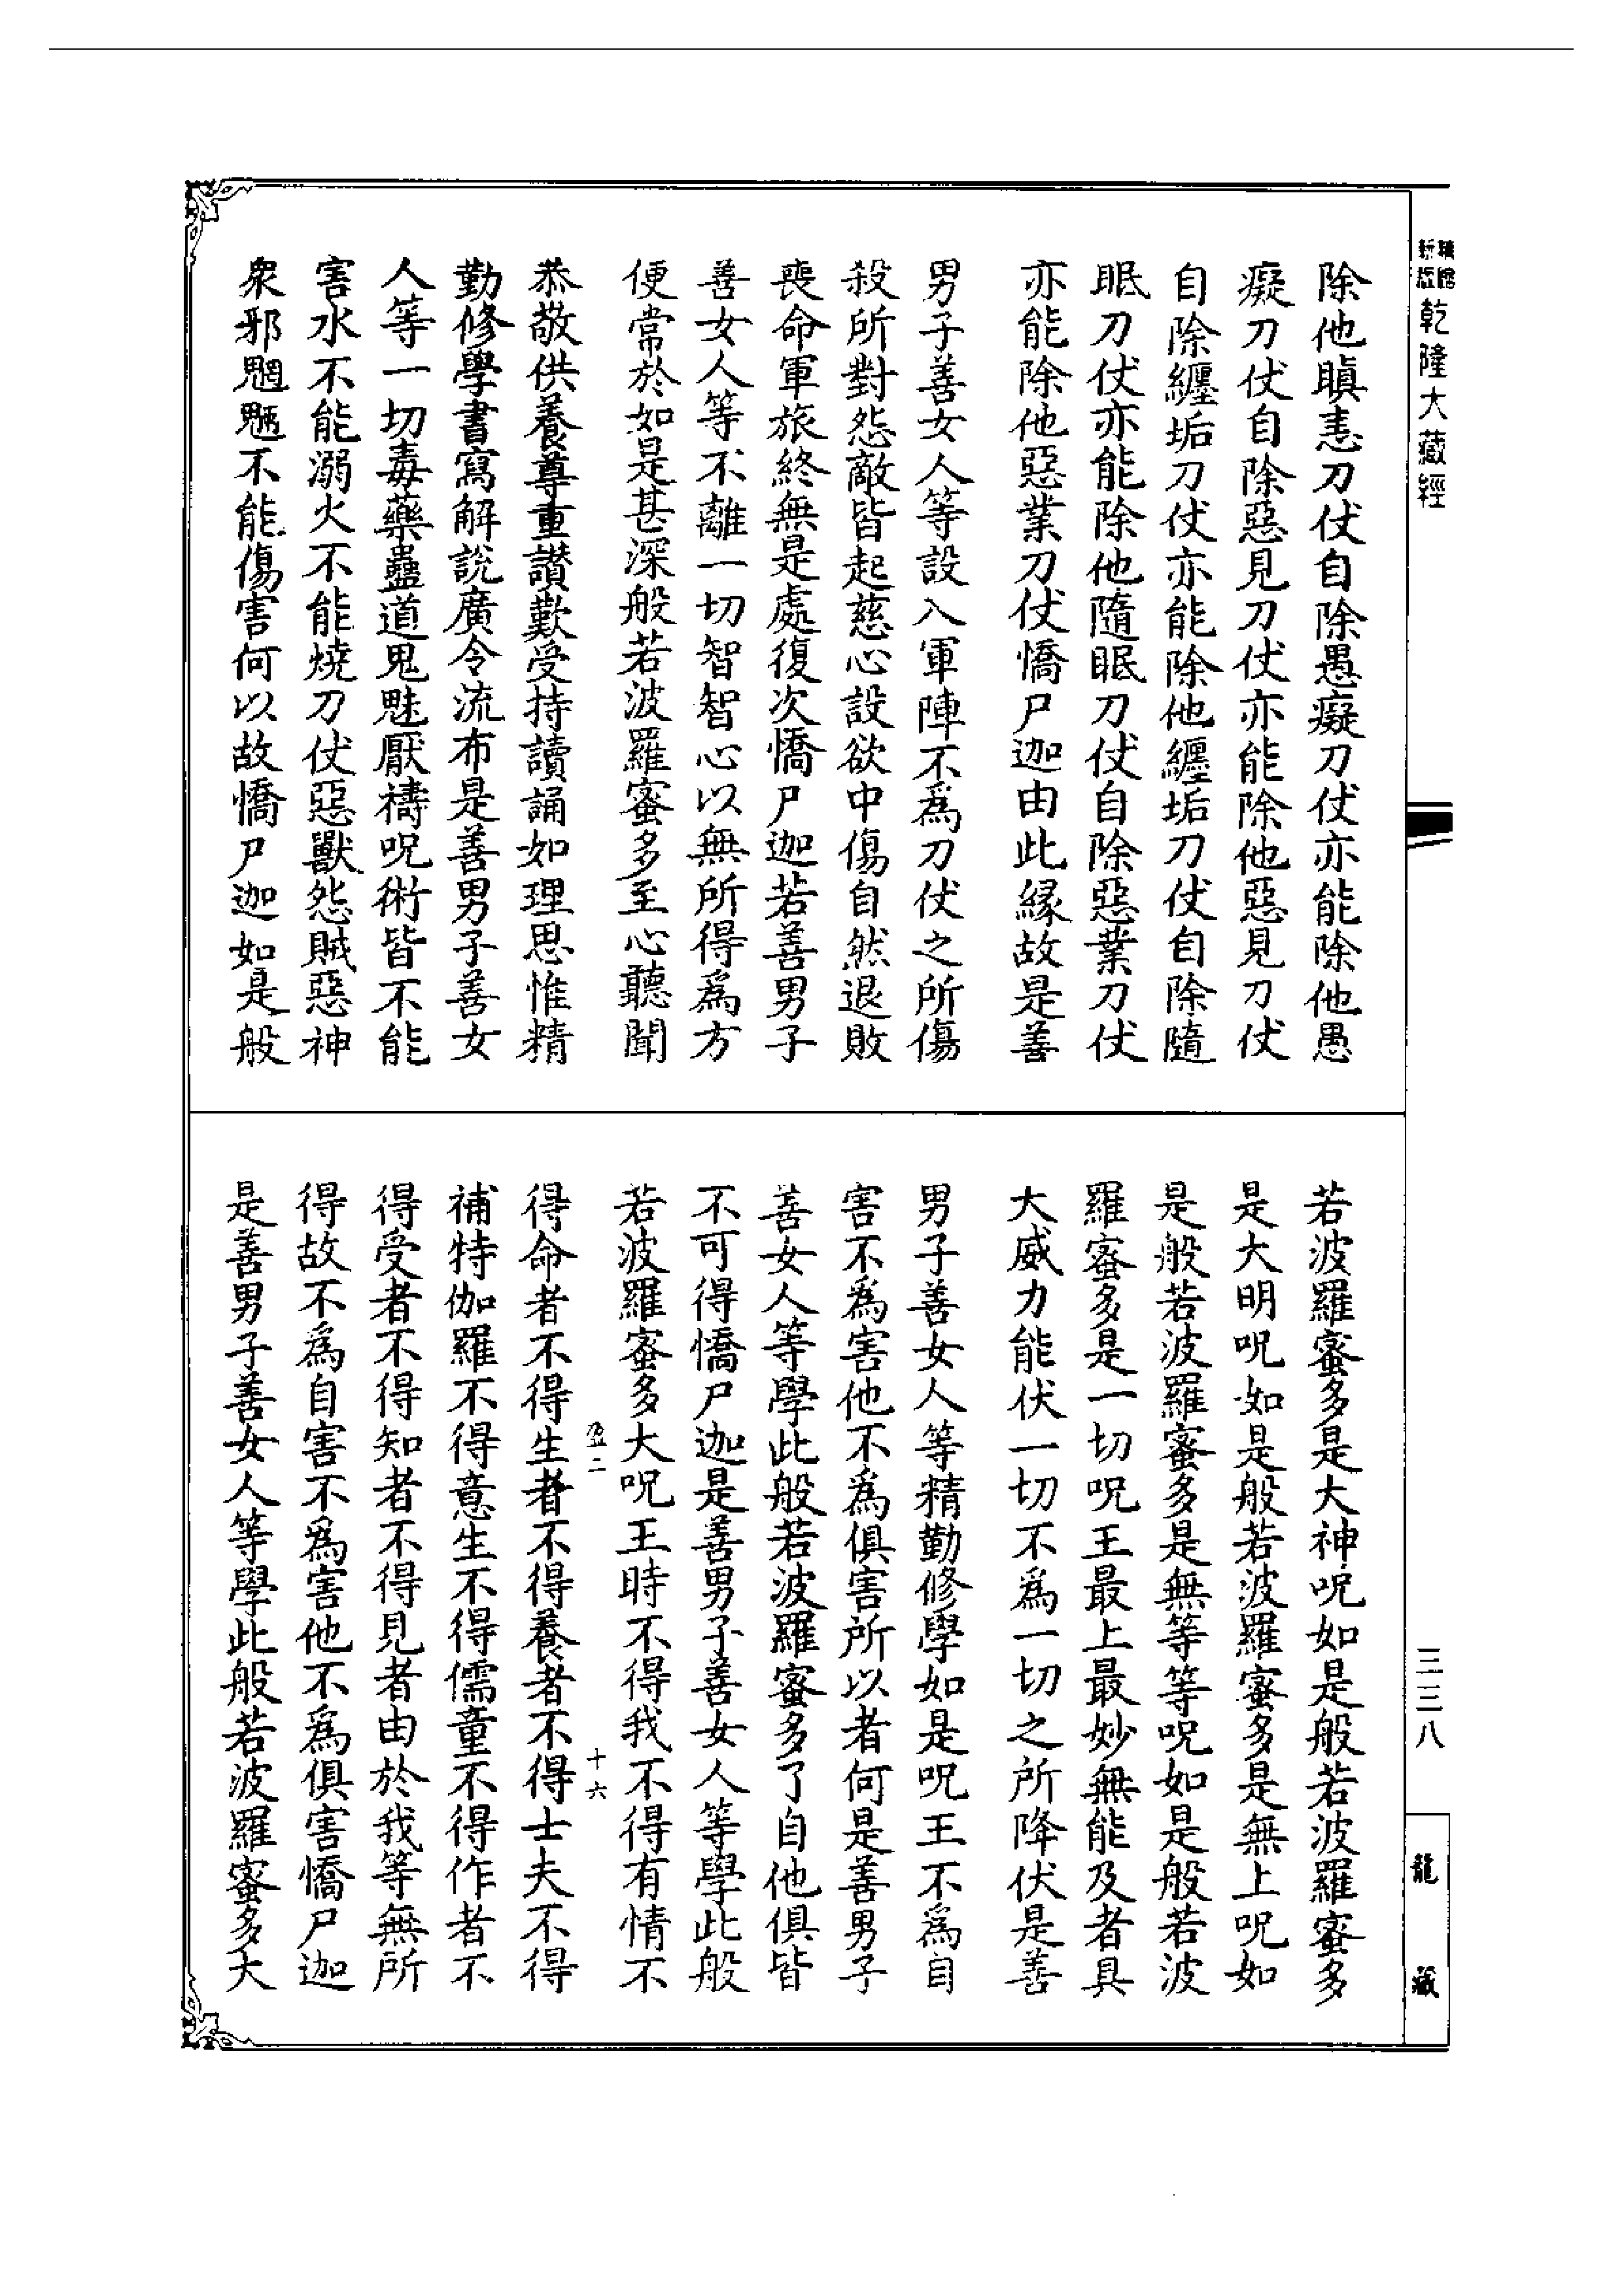 乾隆大藏經
除他瞋恚刀仗自除愚癡刀仗亦能除他愚
癡刀仗自除惡見刀仗亦能除他惡見刀仗
自除纏垢刀仗亦能除他纏垢刀仗自除隨
眠刀仗亦能除他隨眠刀仗自除惡業刀仗
亦能除他惡業刀仗憍尸迦由此緣故是善
男子善女人等設入軍陣不為刀仗之所傷
殺所對怨敵皆起慈心設欲中傷自然退敗
喪命軍旅終無是處復次憍尸迦若善男子
善女人等不離一切智智心以無所得為方
便常於如是甚深般若波羅蜜多至心聽聞
恭敬供養尊重讚歎受持讀誦如理思惟精
勤修學書寫解說廣令流布是善男子善女
人等一切毒藥蠱道鬼魅厭禱呪術皆不能
害水不能溺火不能燒刀仗惡獸怨賊惡神
衆邪魍魎不能傷害何以故憍尸迦如是般
若波羅蜜多是大神呪如是般若波羅蜜多
是大明呪如是般若波羅蜜多是無上呪如
是般若波羅蜜多是無等等呪如是般若波
羅蜜多是一切呪王最上最妙無能及者具
大威力能伏一切不為一切之所降伏是善
男子善女人等精勤修學如是呪王不為自
害不為害他不為俱害所以者何是善男子
善女人等學此般若波羅蜜多了自他俱皆
不可得憍尸迦是善男子善女人等學此般
若波羅蜜多大呪王時不得我不得有情不
盈二 十六
得命者不得生者不得養者不得士夫不得
補特伽羅不得意生不得儒童不得作者不
得受者不得知者不得見者由於我等無所
得故不為自害不為害他不為俱害憍尸迦
是善男子善女人等學此般若波羅蜜多大
三三八
龍藏